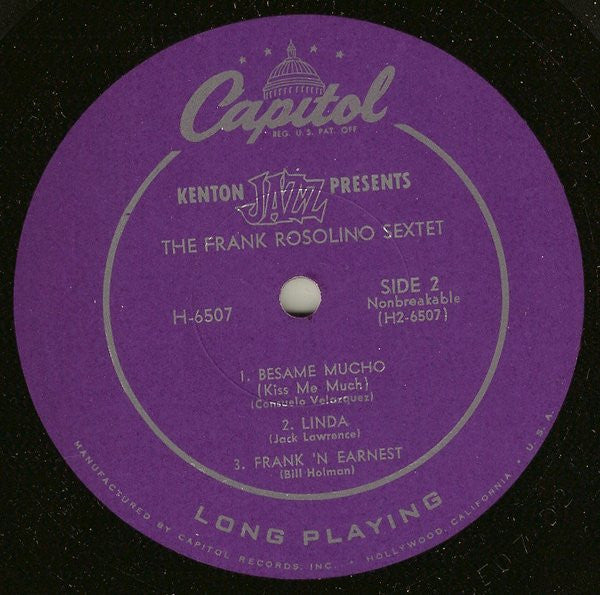 Capitol
REG. U.S. PAT. OFF
KENTON JAZZ PRESENTS
THE FRANK ROSOLINO SEXTET
H-6507
SIDE 2
Nonbreakable
(H2-6507)
1. BESAME MUCHO
(Kiss Me Much)
(Consuelo Velazquez)
2. LINDA
(Jack Lawrence)
3. FRANK 'N EARNEST
(Bill Holman)
LONG PLAYING
MANUFACTURED BY CAPITOL RECORDS, INC. • HOLLYWOOD, CALIFORNIA • U.S.A.